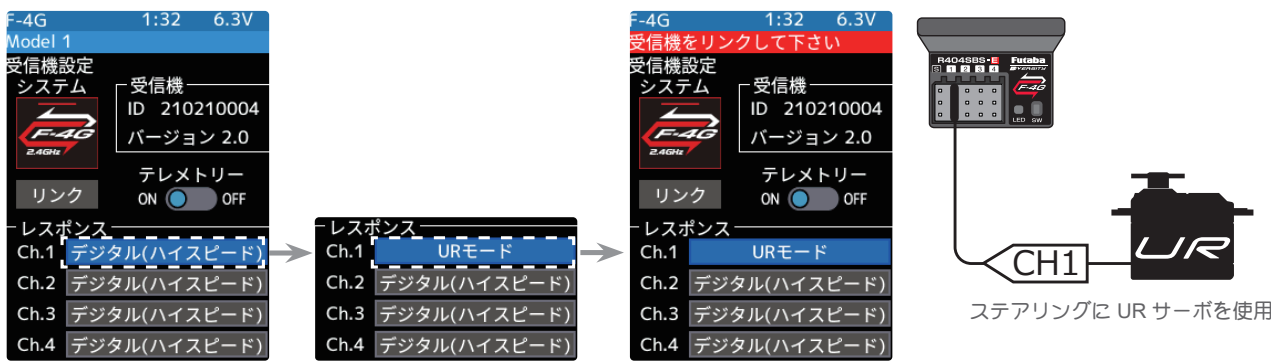 F-4G 1:32 6.3V
Model 1
受信機設定
システム
受信機
ID 210210004
バージョン 2.0
F-4G
2.4GHz
テレメトリー
リンク
ON OFF
レスポンス
Ch.1 デジタル(ハイスピード)
Ch.2 デジタル(ハイスピード)
Ch.3 デジタル(ハイスピード)
Ch.4 デジタル(ハイスピード)
レスポンス
Ch.1 URモード
Ch.2 デジタル(ハイスピード)
Ch.3 デジタル(ハイスピード)
Ch.4 デジタル(ハイスピード)
F-4G 1:32 6.3V
受信機をリンクして下さい
受信機設定
システム
受信機
ID 210210004
バージョン 2.0
F-4G
2.4GHz
テレメトリー
リンク
ON OFF
レスポンス
Ch.1 URモード
Ch.2 デジタル(ハイスピード)
Ch.3 デジタル(ハイスピード)
Ch.4 デジタル(ハイスピード)
R404SBS-E Futaba
S 1 2 3 4
F-4G
LED SW
CH1
UR
ステアリングに UR サーボを使用